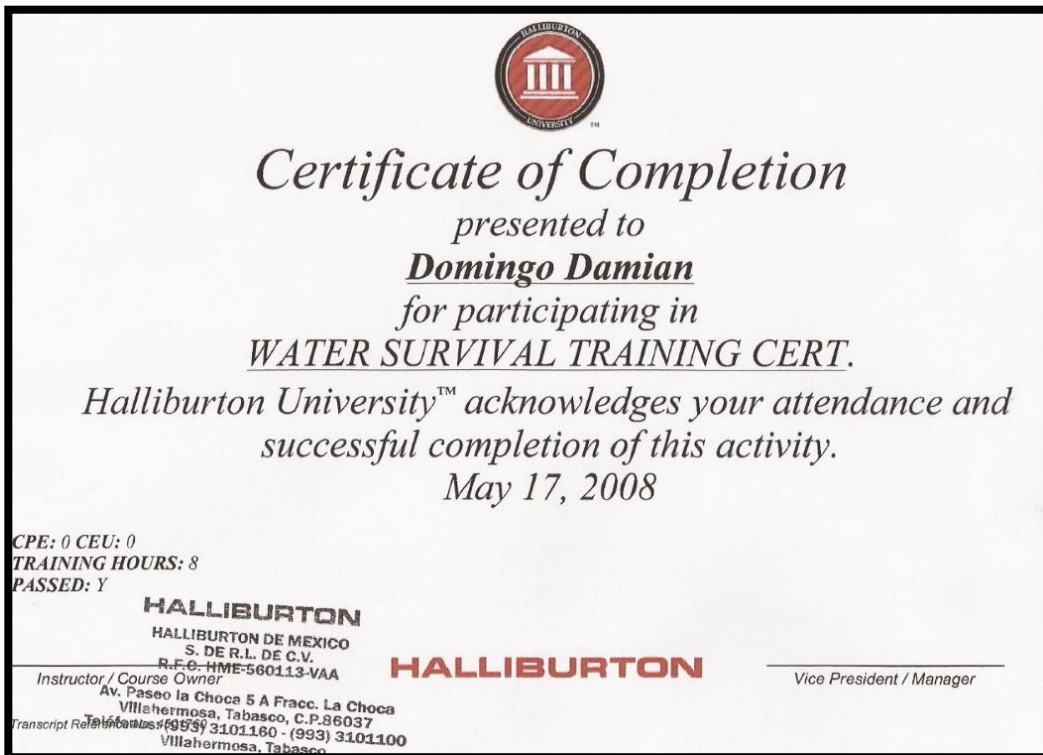 HALLIBURTON
UNIVERSITY
TM
Certificate of Completion
presented to
Domingo Damian
for participating in
WATER SURVIVAL TRAINING CERT.
Halliburton University™ acknowledges your attendance and
successful completion of this activity.
May 17, 2008
CPE: 0 CEU: 0
TRAINING HOURS: 8
PASSED: Y
HALLIBURTON
HALLIBURTON DE MEXICO
S. DE R.L. DE C.V.
R.F.C. HME-560113-VAA
Instructor / Course Owner
Av. Paseo la Choca 5 A Fracc. La Choca
Villahermosa, Tabasco, C.P.86037
Transcript
(993) 3101160 - (993) 3101100
Villahermosa, Tabasco
HALLIBURTON
Vice President / Manager